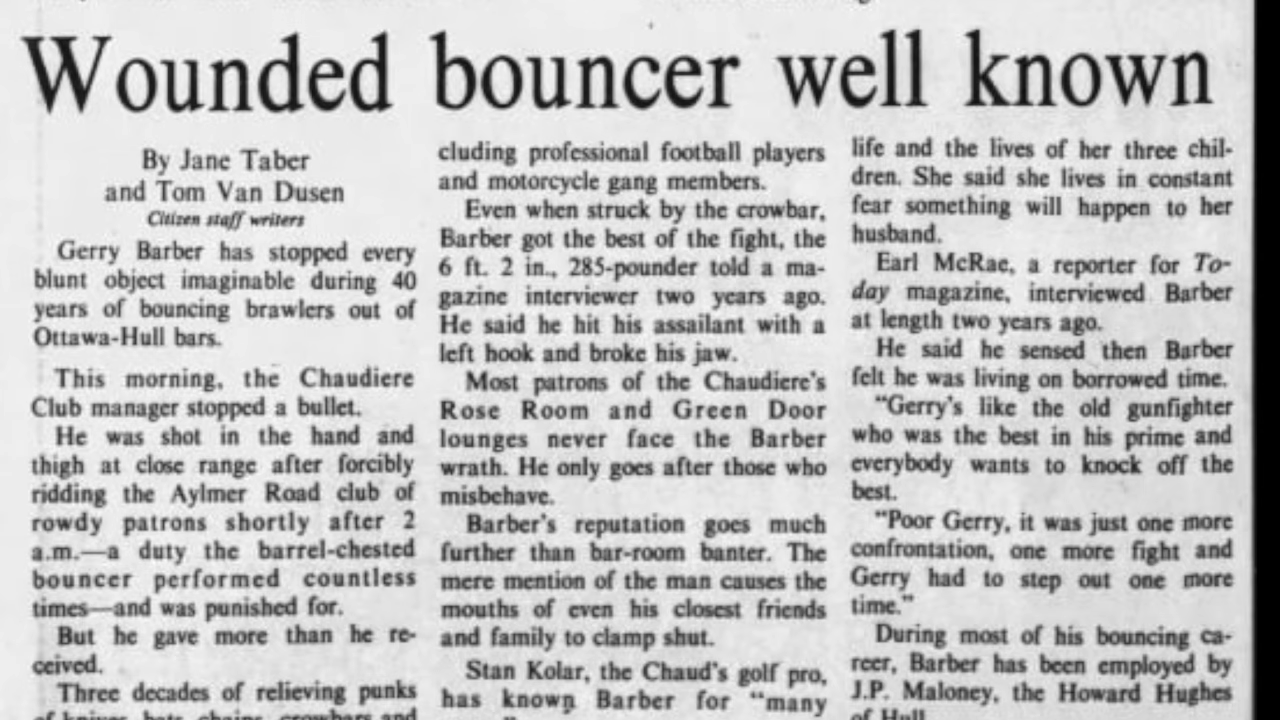 Wounded bouncer well known
By Jane Taber
and Tom Van Dusen
Citizen staff writers
Gerry Barber has stopped every
blunt object imaginable during 40
years of bouncing brawlers out of
Ottawa-Hull bars.
This morning, the Chaudiere
Club manager stopped a bullet.
He was shot in the hand and
thigh at close range after forcibly
ridding the Aylmer Road club of
rowdy patrons shortly after 2
a.m.—a duty the barrel-chested
bouncer performed countless
times—and was punished for.
But he gave more than he re-
ceived.
Three decades of relieving punks
of knives, bats, chains, crowbars and
cluding professional football players
and motorcycle gang members.
Even when struck by the crowbar,
Barber got the best of the fight, the
6 ft. 2 in., 285-pounder told a ma-
gazine interviewer two years ago.
He said he hit his assailant with a
left hook and broke his jaw.
Most patrons of the Chaudiere's
Rose Room and Green Door
lounges never face the Barber
wrath. He only goes after those who
misbehave.
Barber's reputation goes much
further than bar-room banter. The
mere mention of the man causes the
mouths of even his closest friends
and family to clamp shut.
Stan Kolar, the Chaud's golf pro,
has known Barber for "many
life and the lives of her three chil-
dren. She said she lives in constant
fear something will happen to her
husband.
Earl McRae, a reporter for To-
day magazine, interviewed Barber
at length two years ago.
He said he sensed then Barber
felt he was living on borrowed time.
"Gerry's like the old gunfighter
who was the best in his prime and
everybody wants to knock off the
best.
"Poor Gerry, it was just one more
confrontation, one more fight and
Gerry had to step out one more
time."
During most of his bouncing ca-
reer, Barber has been employed by
J.P. Maloney, the Howard Hughes
of Hull